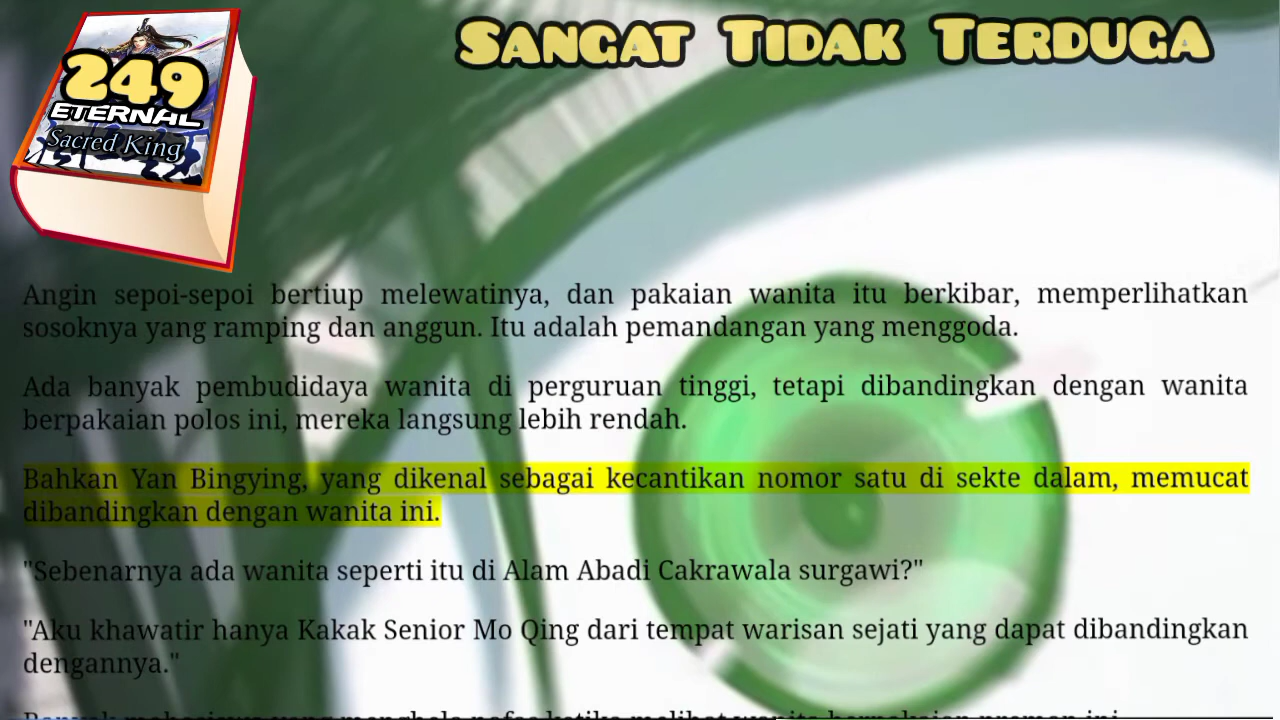 SANGAT TIDAK TERDUGA
249
ETERNAL
Sacred King
Angin sepoi-sepoi bertiup melewatinya, dan pakaian wanita itu berkibar, memperlihatkan
sosoknya yang ramping dan anggun. Itu adalah pemandangan yang menggoda.
Ada banyak pembudidaya wanita di perguruan tinggi, tetapi dibandingkan dengan wanita
berpakaian polos ini, mereka langsung lebih rendah.
Bahkan Yan Bingying, yang dikenal sebagai kecantikan nomor satu di sekte dalam, memucat
dibandingkan dengan wanita ini.
"Sebenarnya ada wanita seperti itu di Alam Abadi Cakrawala surgawi?"
"Aku khawatir hanya Kakak Senior Mo Qing dari tempat warisan sejati yang dapat dibandingkan
dengannya."